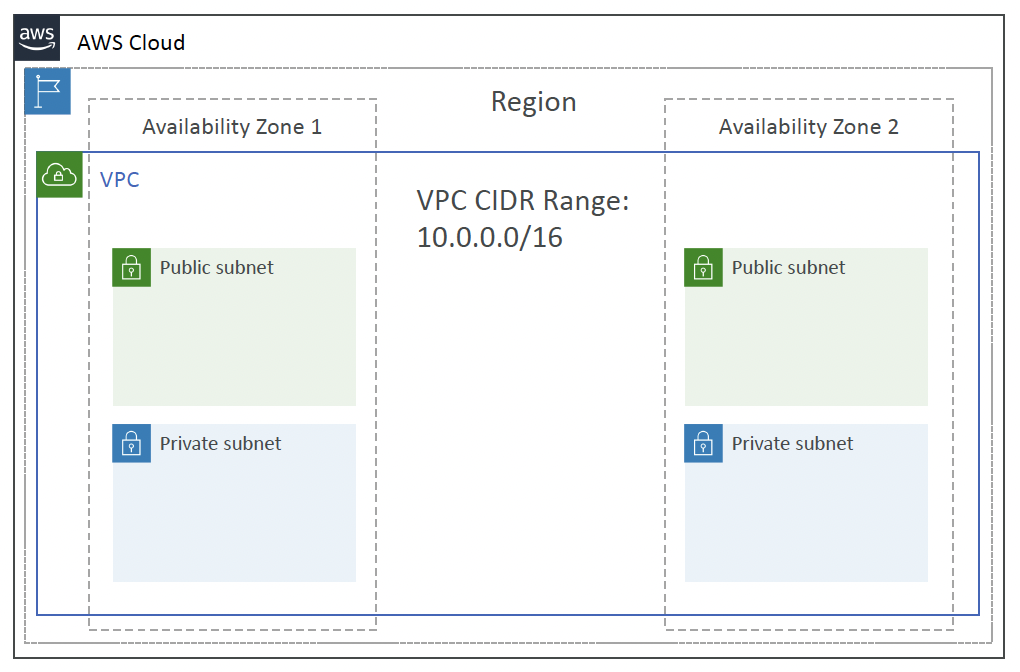 aws
AWS Cloud
Region
Availability Zone 1
Availability Zone 2
VPC
VPC CIDR Range:
10.0.0.0/16
Public subnet
Public subnet
Private subnet
Private subnet